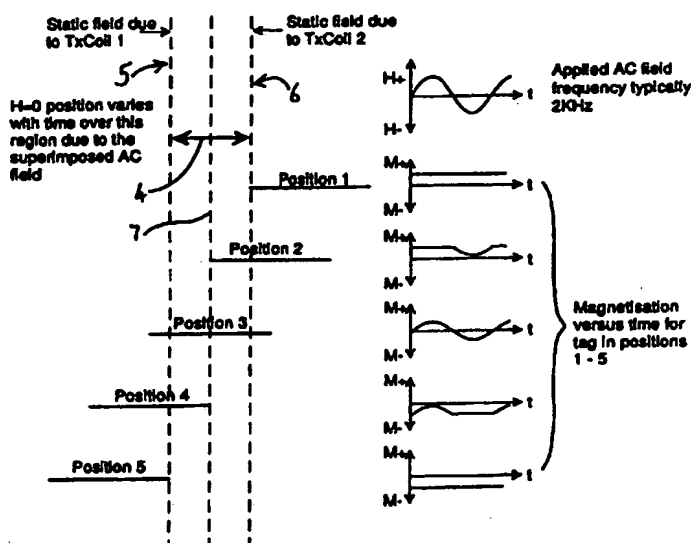 Static field due
to TxCoil 1
Static field due
to TxCoil 2
5
6
H=0 position varies
with time over this
region due to the
superimposed AC
field
4
7
Position 1
Position 2
Position 3
Position 4
Position 5
H+
H-
t
Applied AC field
frequency typically
2KHz
M+
M-
t
M+
M-
t
M+
M-
t
M+
M-
t
M+
M-
t
Magnetisation
versus time for
tag in positions
1 - 5